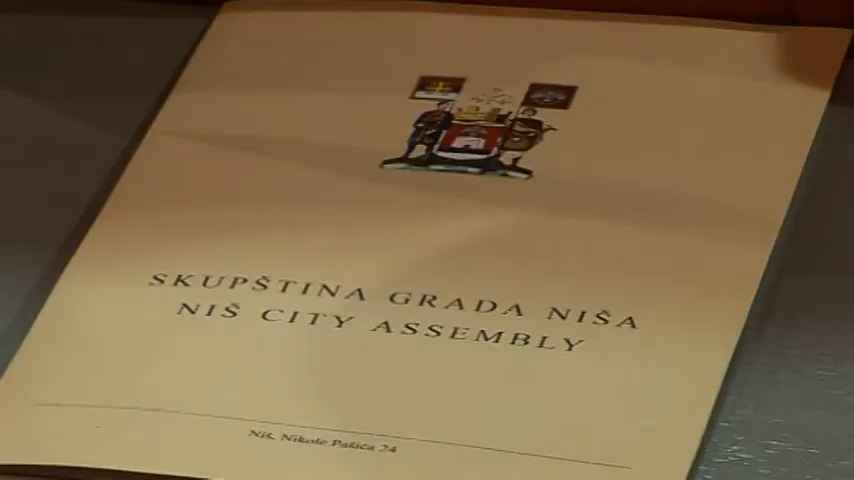 SKUPŠTINA GRADA NIŠA
NIŠ CITY ASSEMBLY
Niš, Nikole Pašića 24